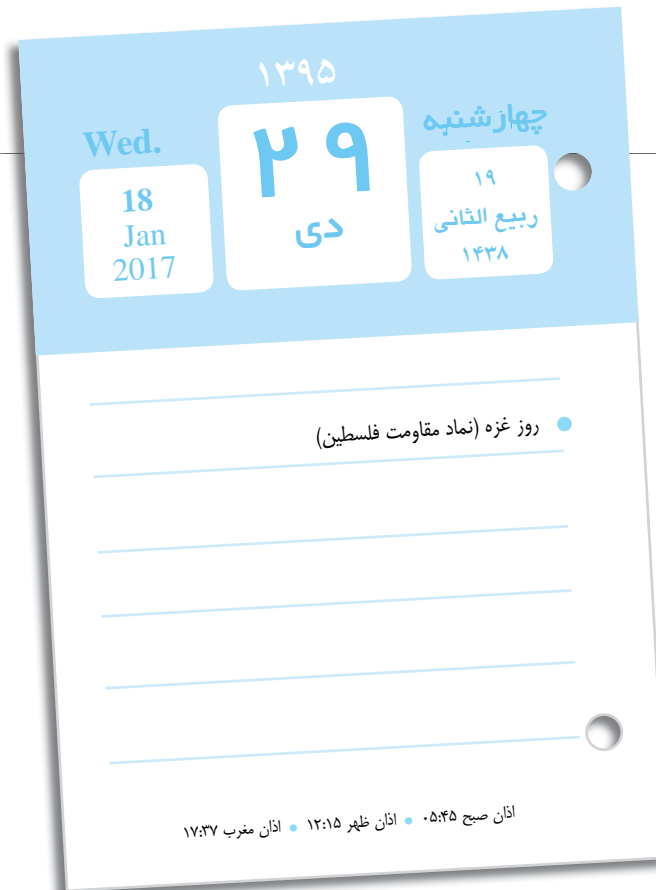 ۱۳۹۵
چهارشنبه
۱۹
ربیع الثانی
۱۴۳۸
۲۹
دی
Wed.
18
Jan
2017
روز غزه (نماد مقاومت فلسطین)
اذان صبح ۰۵:۴۵ • اذان ظهر ۱۲:۱۵ • اذان مغرب ۱۷:۳۷